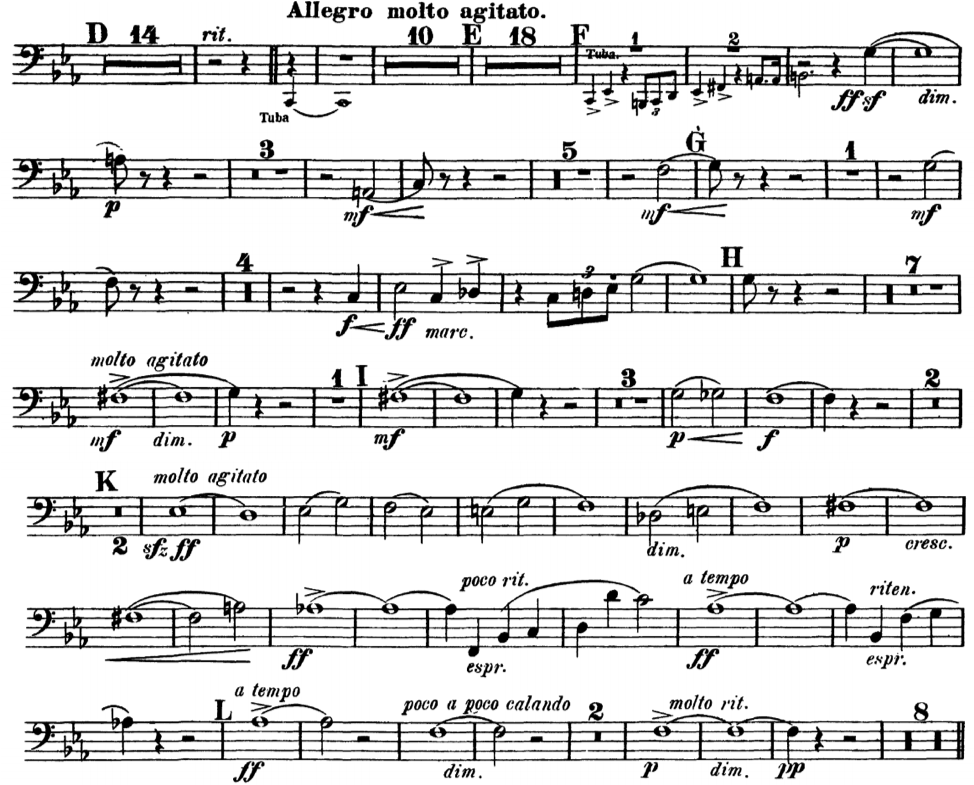 Allegro molto agitato.
D 14 rit. 10 E 18 F Tuba. 1 2
Tuba 3 ff sf dim.
3 5 G 1
p mf mf mf
4 3 H 7
f ff marc.
molto agitato 1 I 3 2
mf dim. p mf p f
K molto agitato
2 sfz ff dim. p cresc.
poco rit. a tempo riten.
ff espr. ff espr.
L a tempo poco a poco calando 2 molto rit. 8
ff dim. p dim. pp